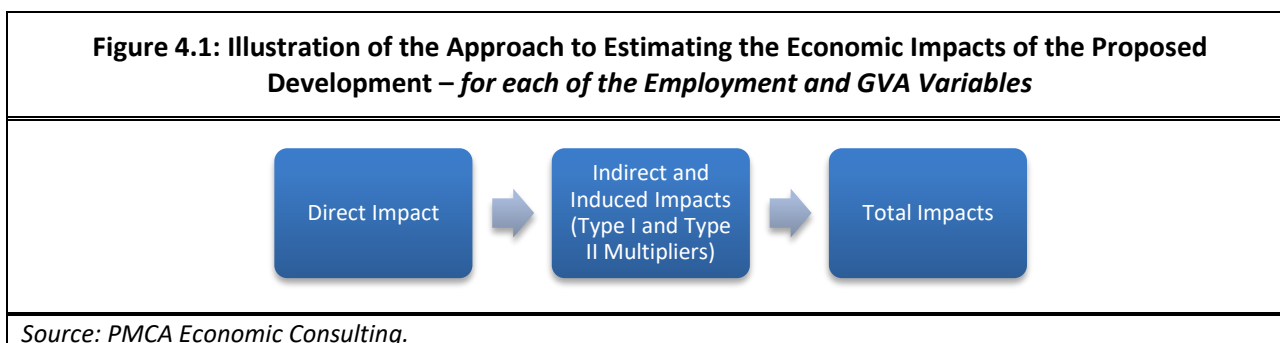 Figure 4.1: Illustration of the Approach to Estimating the Economic Impacts of the Proposed
Development – for each of the Employment and GVA Variables
Direct Impact
Indirect and
Induced Impacts
(Type I and Type
II Multipliers)
Total Impacts
Source: PMCA Economic Consulting.